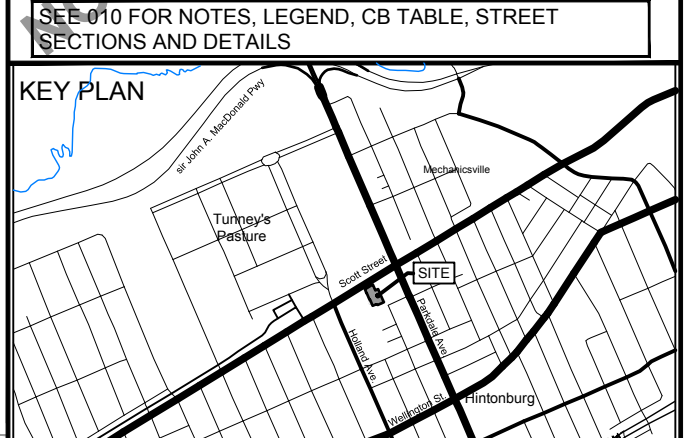 SEE 010 FOR NOTES, LEGEND, CB TABLE, STREET
SECTIONS AND DETAILS
KEY PLAN
sir John A. MacDonald Pwy
Mechanicsville
Tunney's
Pasture
Scott Street
SITE
Parkdale Ave.
Holland Ave.
Wellington St.
Hintonburg